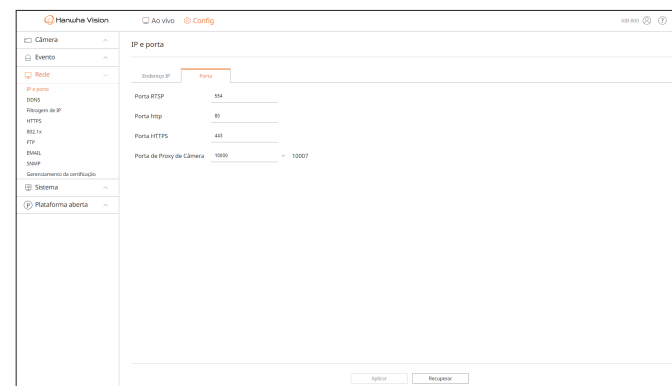 Hanwha Vision
Ao vivo
Config
Câmera
Evento
Rede
IP e porta
DDNS
Filtragem de IP
HTTPS
802.1x
FTP
EMAIL
SNMP
Gerenciamento da certificação
Sistema
Plataforma aberta
IP e porta
Endereço IP Porta
Porta RTSP 554
Porta http 80
Porta HTTPS 443
Porta de Proxy de Câmera 10000 ~ 10007
Aplicar Recuperar